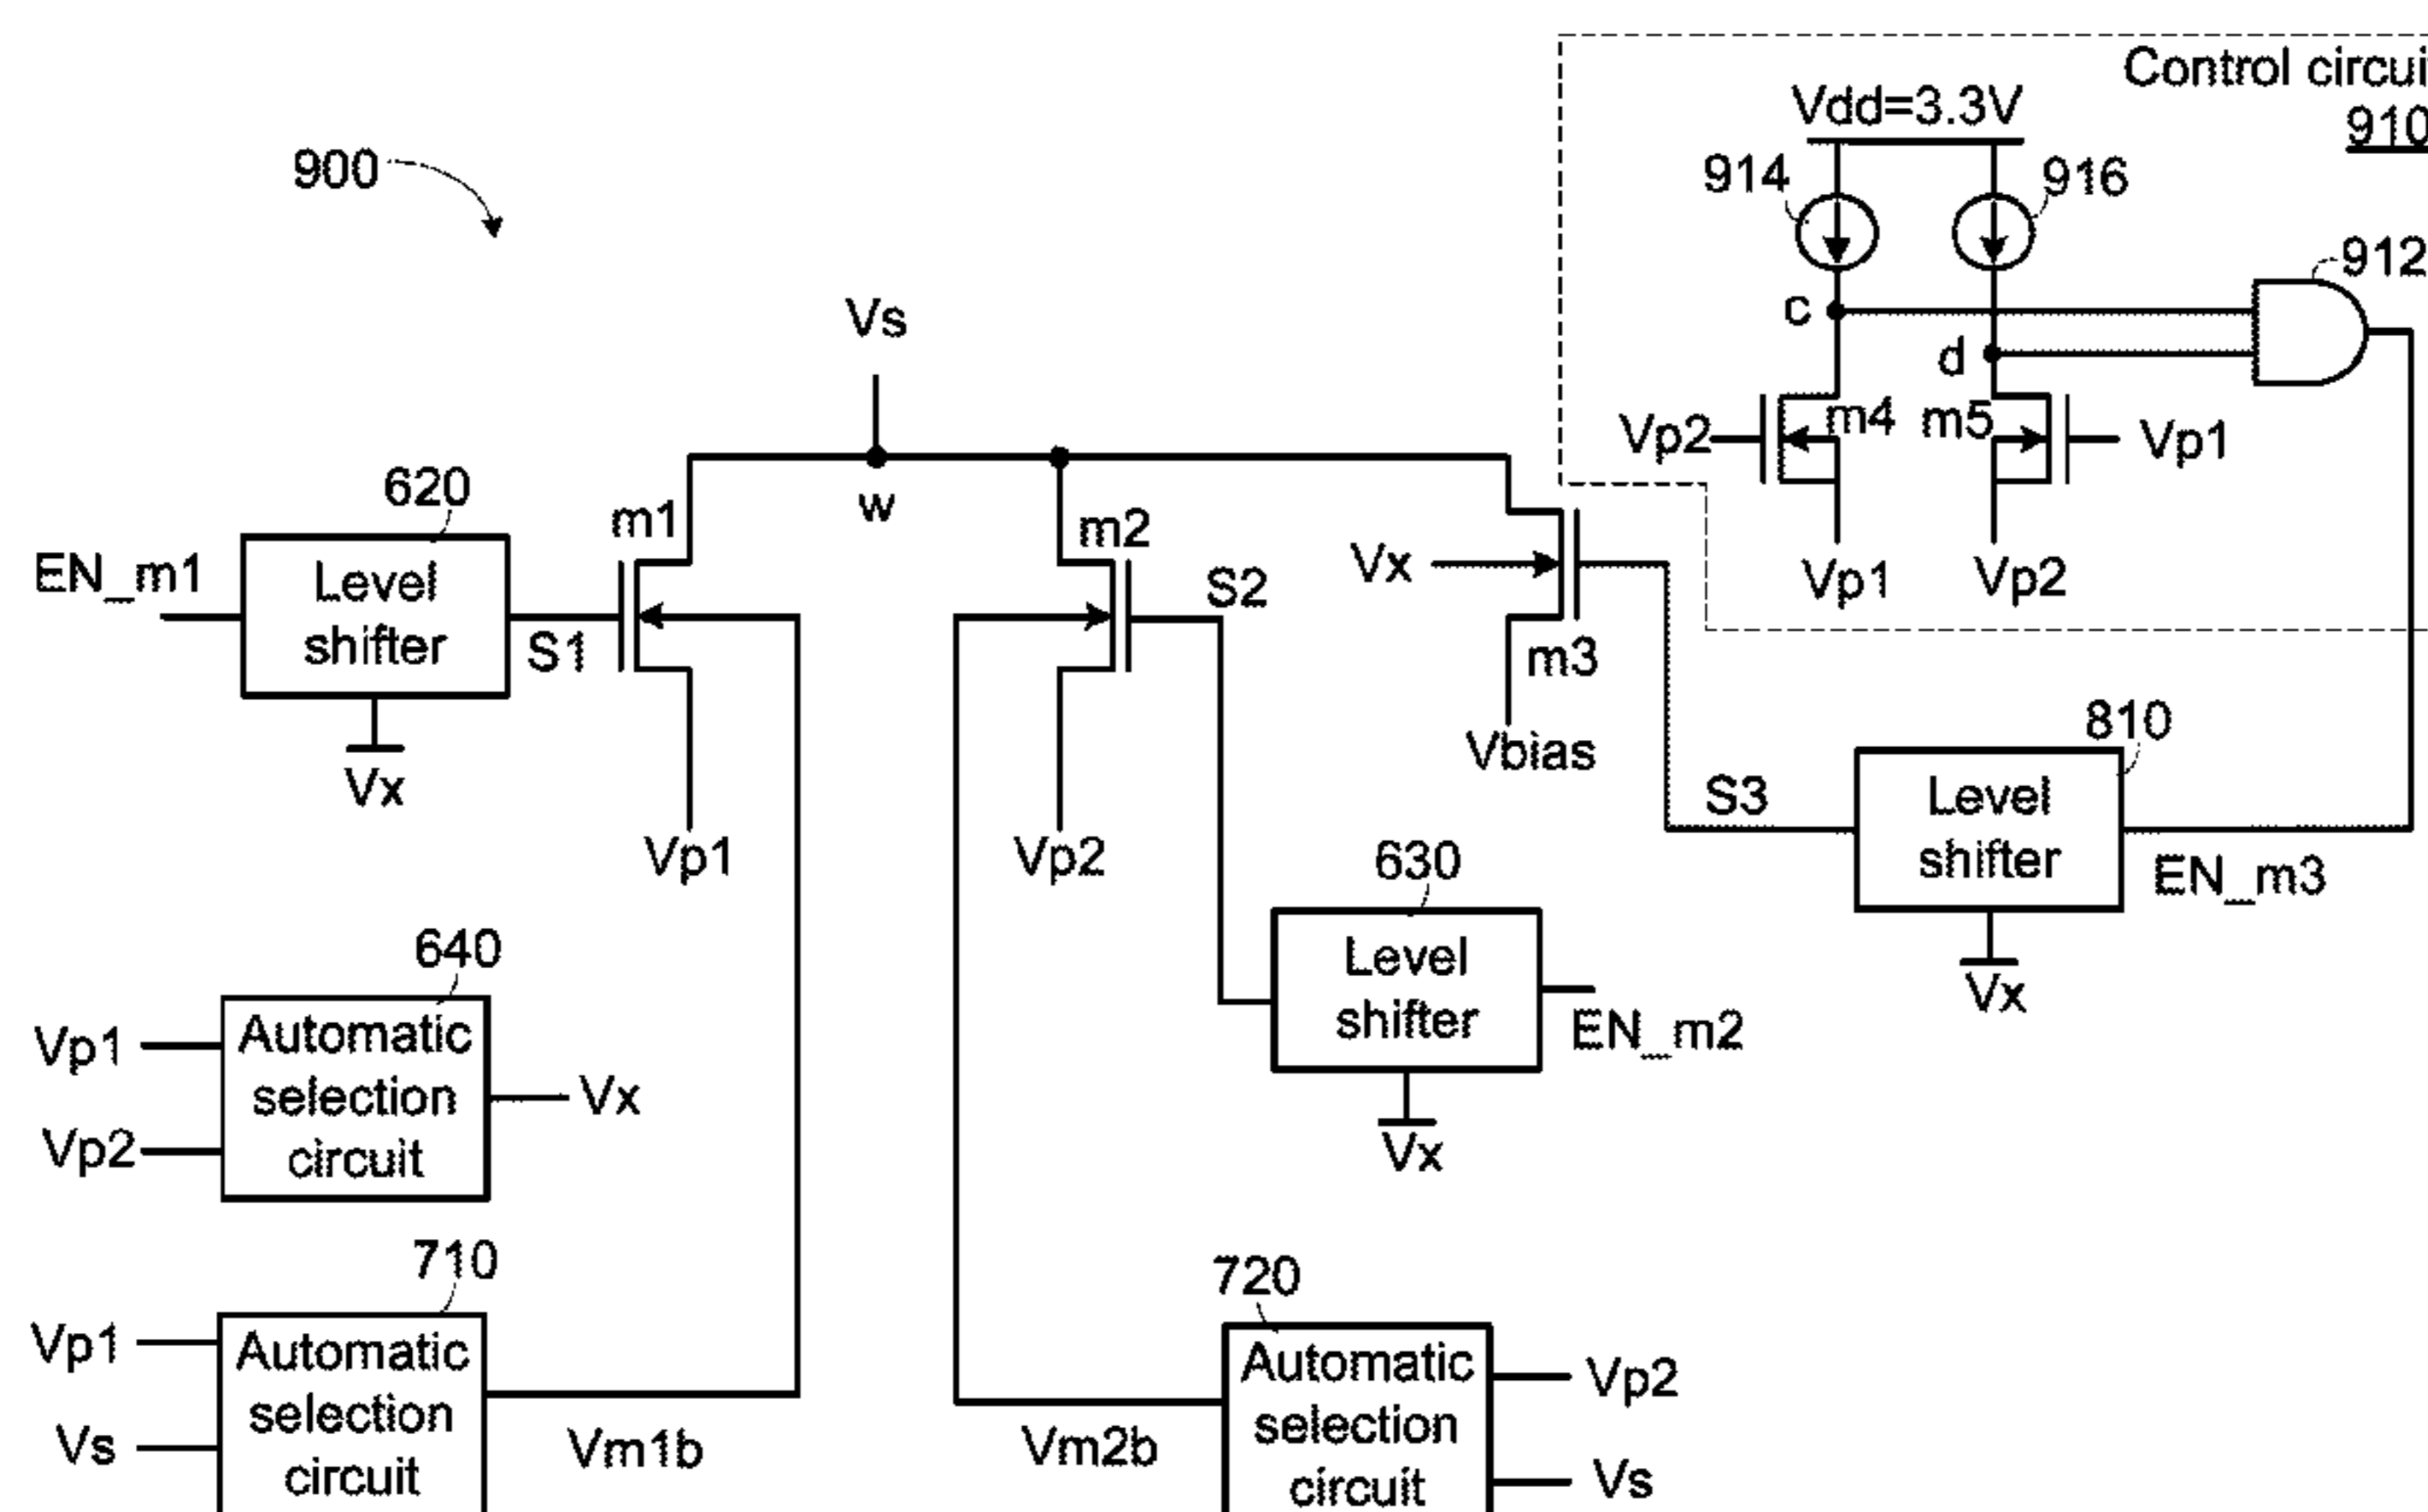 Control circui
910
Vdd=3.3V
900
914
916
912
c
d
Vs
w
Vp2
m4
m5
Vp1
Vp1
Vp2
620
m1
m2
EN_m1
Level
shifter
S1
S2
Vx
m3
Vx
Vbias
Vp1
Vp2
810
S3
Level
shifter
EN_m3
Vx
630
Level
shifter
EN_m2
Vx
640
Vp1
Automatic
selection
circuit
Vx
Vp2
710
Vp1
Automatic
selection
circuit
Vs
Vm1b
720
Vm2b
Automatic
selection
circuit
Vp2
Vs